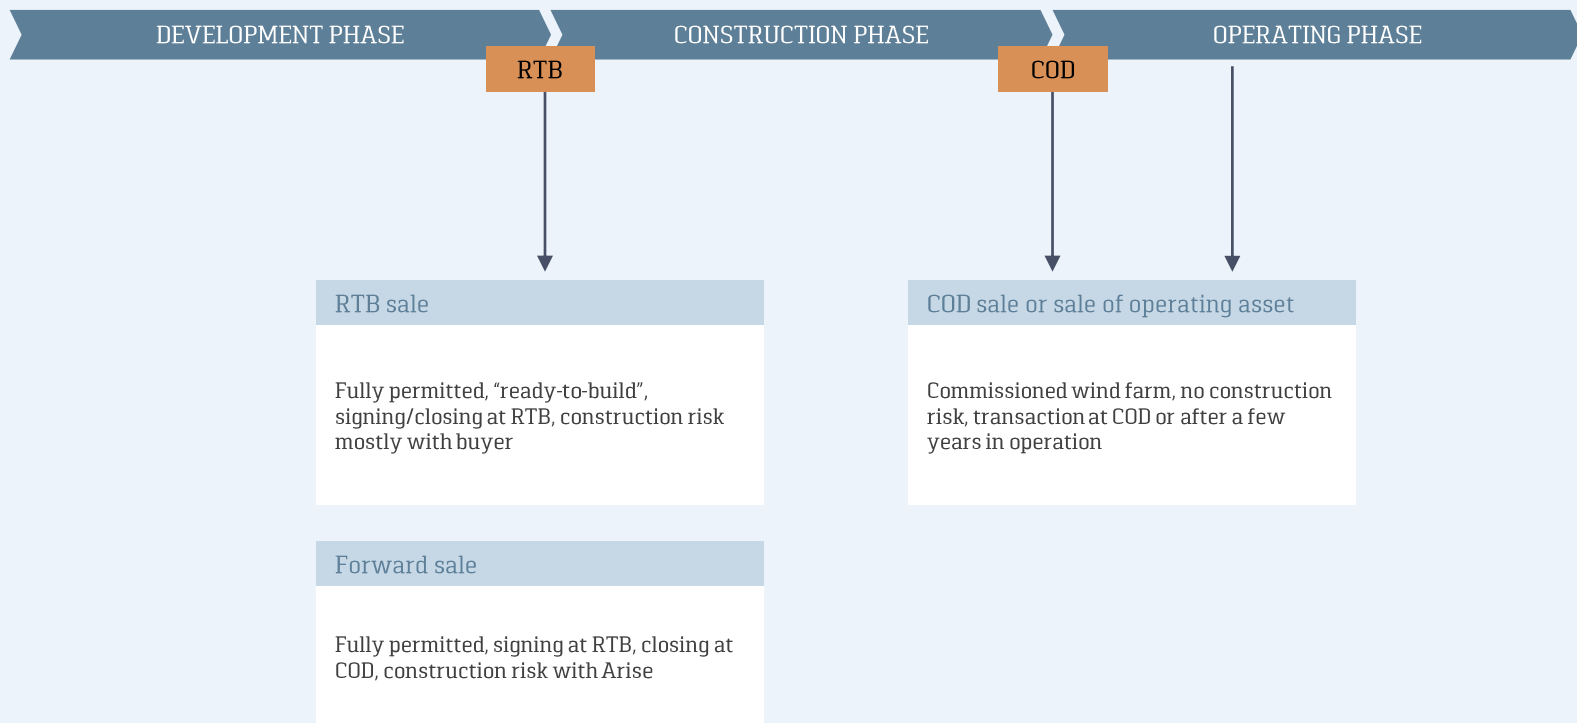 DEVELOPMENT PHASE
CONSTRUCTION PHASE
OPERATING PHASE
RTB
COD
RTB sale
Fully permitted, “ready-to-build”,
signing/closing at RTB, construction risk
mostly with buyer
COD sale or sale of operating asset
Commissioned wind farm, no construction
risk, transaction at COD or after a few
years in operation
Forward sale
Fully permitted, signing at RTB, closing at
COD, construction risk with Arise